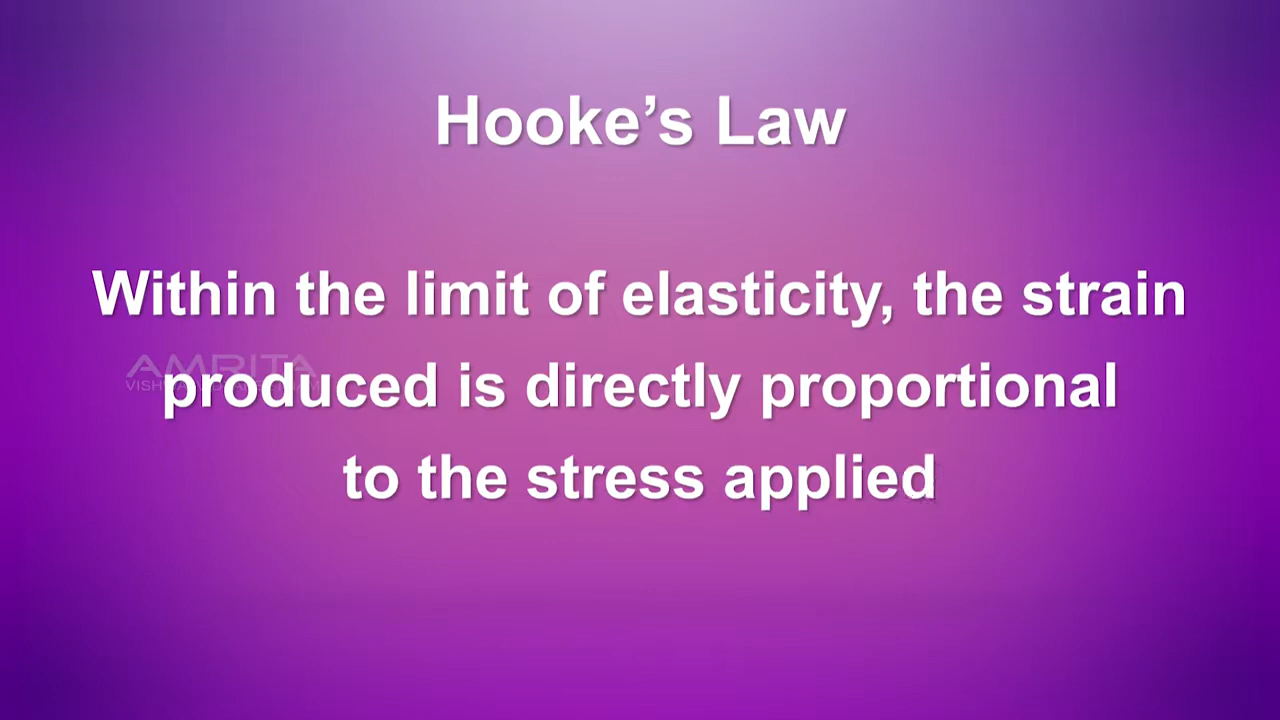 Hooke’s Law
Within the limit of elasticity, the strain
AMRITA
produced is directly proportional
to the stress applied